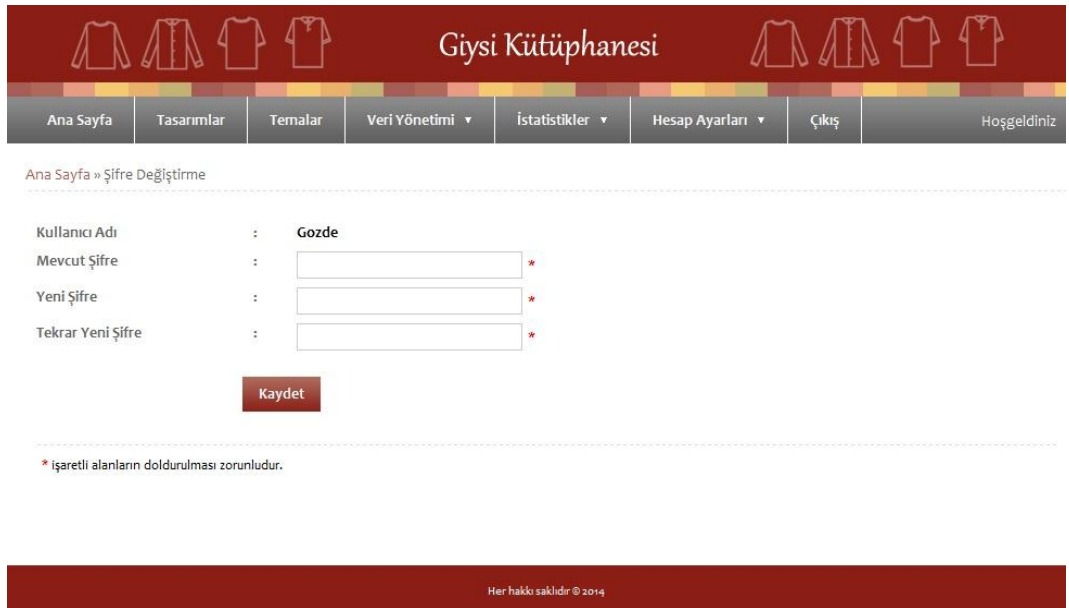 Giysi Kütüphanesi
Ana Sayfa Tasarımlar Temalar Veri Yönetimi ▼ İstatistikler ▼ Hesap Ayarları ▼ Çıkış Hoşgeldiniz
Ana Sayfa » Şifre Değiştirme
Kullanıcı Adı : Gozde
Mevcut Şifre : *
Yeni Şifre : *
Tekrar Yeni Şifre : *
Kaydet
* işaretli alanların doldurulması zorunludur.
Her hakkı saklıdır © 2014